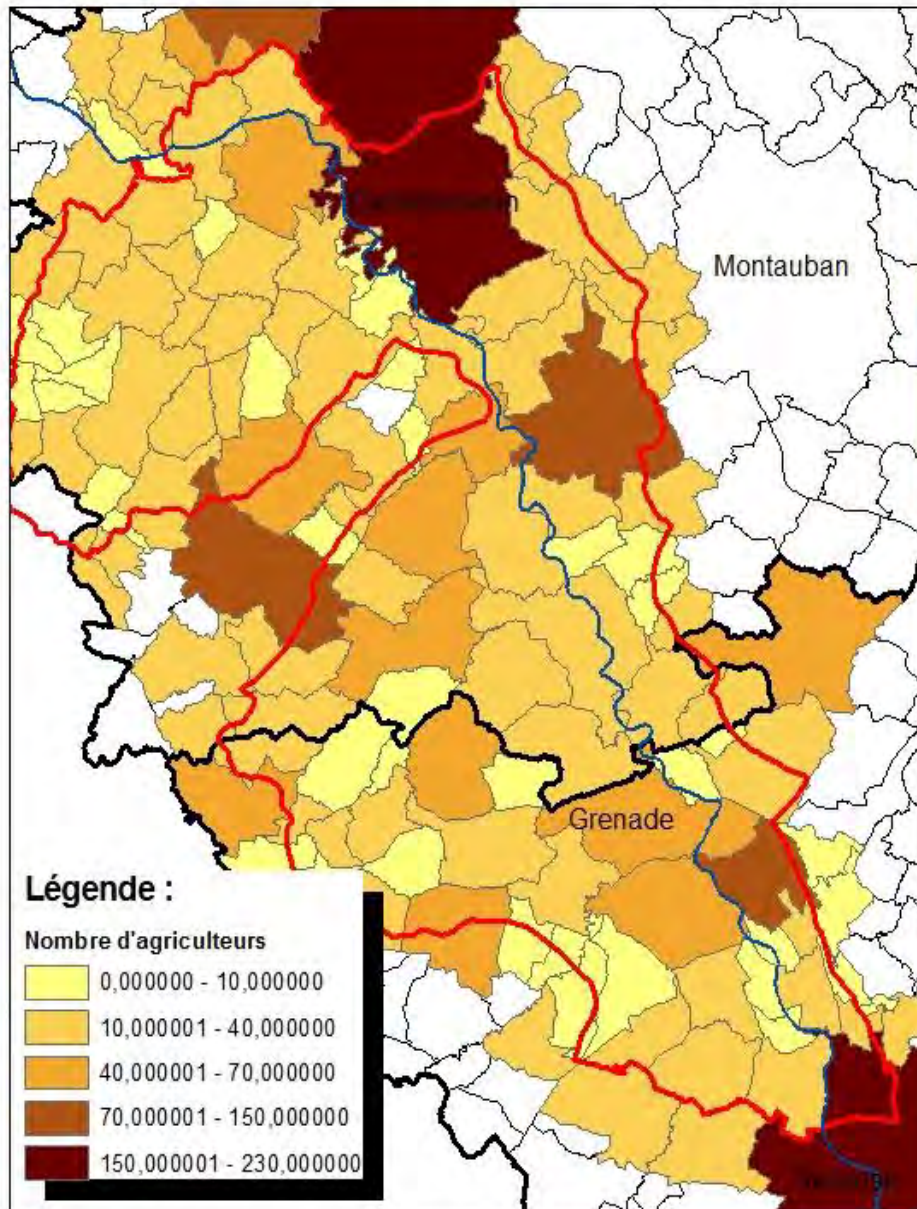 Montauban
Grenade
Légende :
Nombre d'agriculteurs
0,000000 - 10,000000
10,000001 - 40,000000
40,000001 - 70,000000
70,000001 - 150,000000
150,000001 - 230,000000